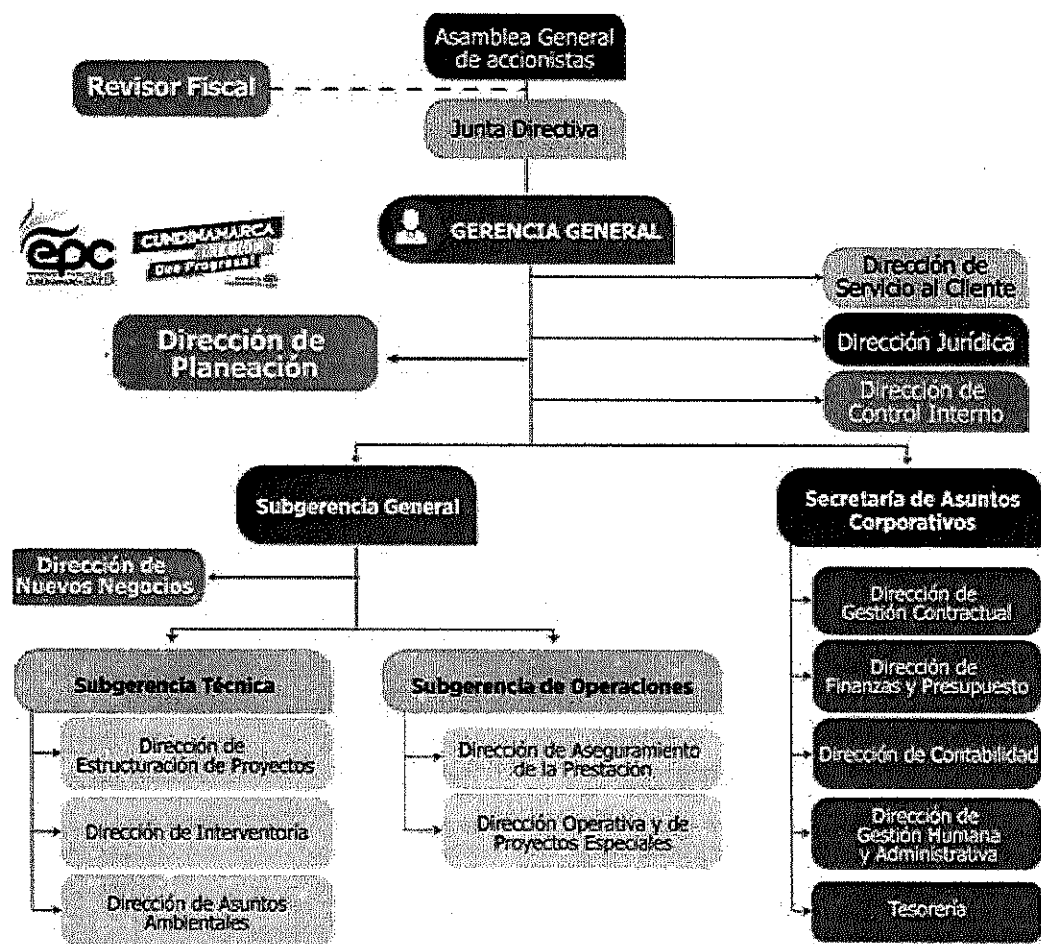 Asamblea General
de accionistas
Revisor Fiscal
Junta Directiva
GERENCIA GENERAL
epc
CUNDINAMARCA
Que Progresa!
Dirección de
Servicio al Cliente
Dirección Jurídica
Dirección de
Control Interno
Dirección de
Planeación
Subgerencia General
Secretaría de Asuntos
Corporativos
Dirección de
Nuevos Negocios
Subgerencia Técnica
Dirección de
Estructuración de Proyectos
Dirección de Interventoria
Dirección de Asuntos
Ambientales
Subgerencia de Operaciones
Dirección de Aseguramiento
de la Prestación
Dirección Operativa y de
Proyectos Especiales
Dirección de
Gestión Contractual
Dirección de
Finanzas y Presupuesto
Dirección de Contabilidad
Dirección de
Gestión Humana
y Administrativa
Tesorería